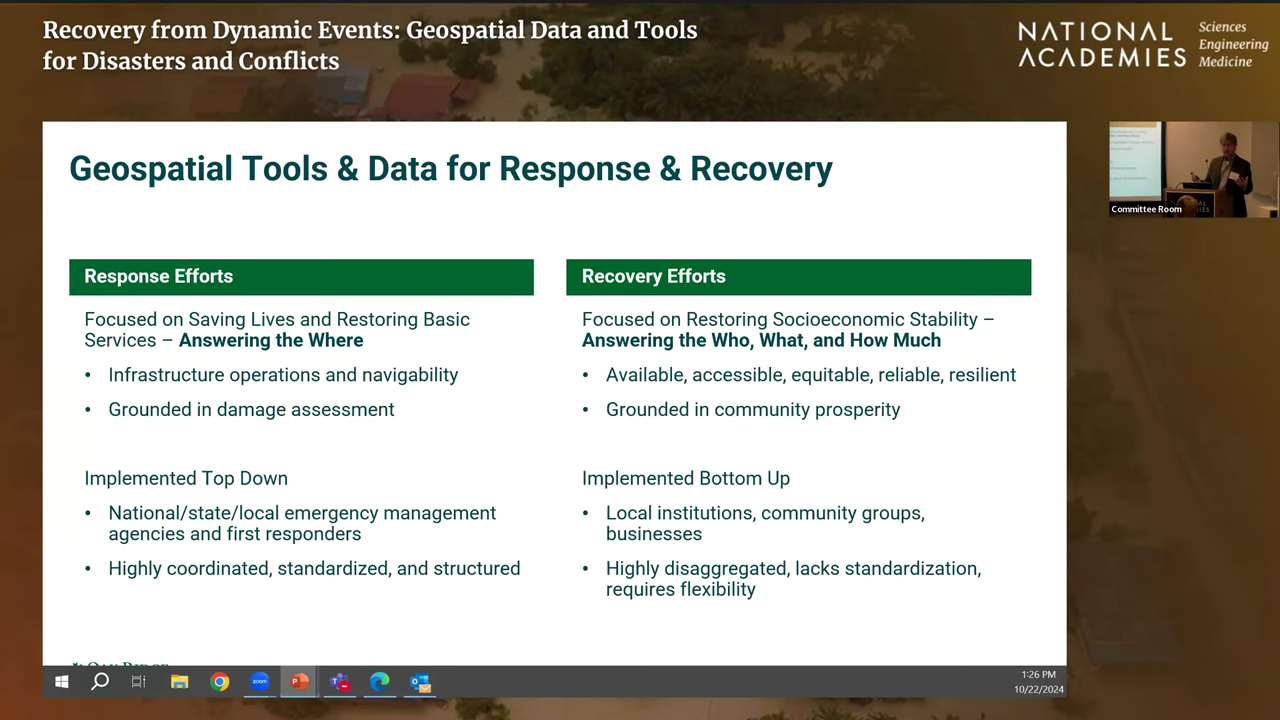 Recovery from Dynamic Events: Geospatial Data and Tools
for Disasters and Conflicts
NATIONAL
ACADEMIES
Sciences
Engineering
Medicine
Geospatial Tools & Data for Response & Recovery
Response Efforts
Focused on Saving Lives and Restoring Basic
Services – Answering the Where
• Infrastructure operations and navigability
• Grounded in damage assessment
Implemented Top Down
• National/state/local emergency management
agencies and first responders
• Highly coordinated, standardized, and structured
Recovery Efforts
Focused on Restoring Socioeconomic Stability –
Answering the Who, What, and How Much
• Available, accessible, equitable, reliable, resilient
• Grounded in community prosperity
Implemented Bottom Up
• Local institutions, community groups,
businesses
• Highly disaggregated, lacks standardization,
requires flexibility
Committee Room
zoom
1:26 PM
10/22/2024